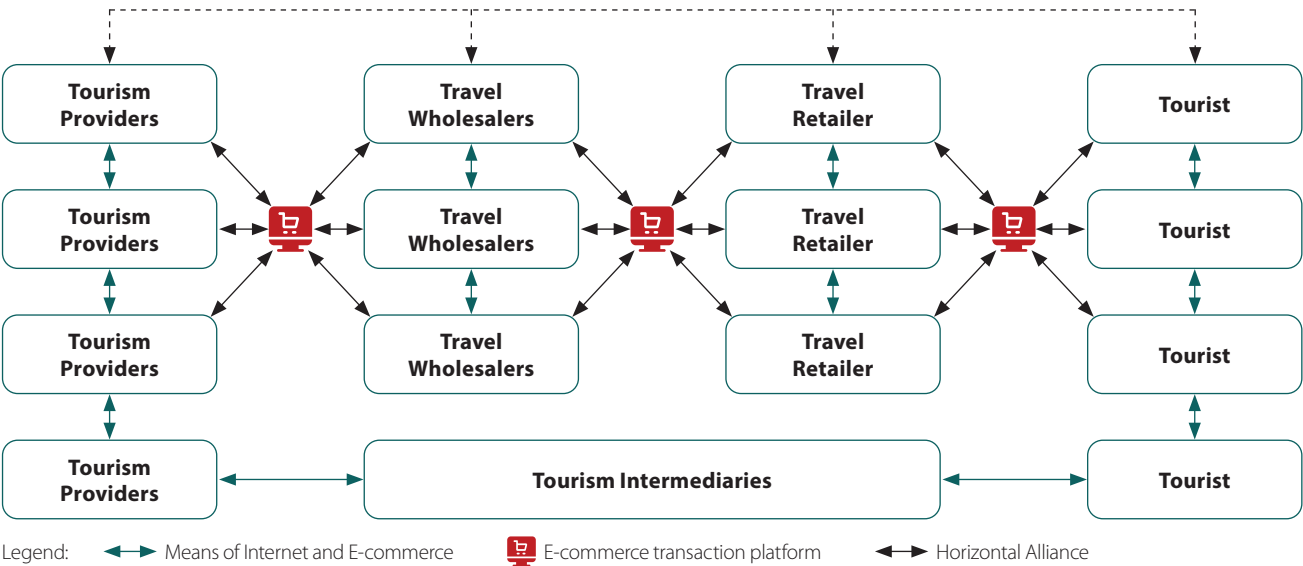 Tourism
Providers
Travel
Wholesalers
Travel
Retailer
Tourist
Tourism
Providers
Travel
Wholesalers
Travel
Retailer
Tourist
Tourism
Providers
Travel
Wholesalers
Travel
Retailer
Tourist
Tourism
Providers
Tourism Intermediaries
Tourist
Legend:
Means of Internet and E-commerce
E-commerce transaction platform
Horizontal Alliance